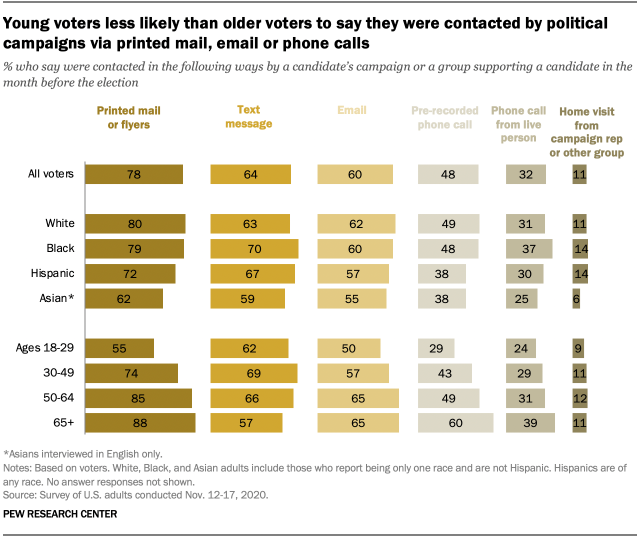 Young voters less likely than older voters to say they were contacted by political
campaigns via printed mail, email or phone calls
% who say were contacted in the following ways by a candidate's campaign or a group supporting a candidate in the
month before the election
Printed mail
or flyers
Text
message
Email
Pre-recorded
phone call
Phone call
from live
person
Home visit
from
campaign rep
or other group
All voters 78 64 60 48 32 11
White 80 63 62 49 31 11
Black 79 70 60 48 37 14
Hispanic 72 67 57 38 30 14
Asian* 62 59 55 38 25 6
Ages 18-29 55 62 50 29 24 9
30-49 74 69 57 43 29 11
50-64 85 66 65 49 31 12
65+ 88 57 65 60 39 11
*Asians interviewed in English only.
Notes: Based on voters. White, Black, and Asian adults include those who report being only one race and are not Hispanic. Hispanics are of
any race. No answer responses not shown.
Source: Survey of U.S. adults conducted Nov. 12-17, 2020.
PEW RESEARCH CENTER